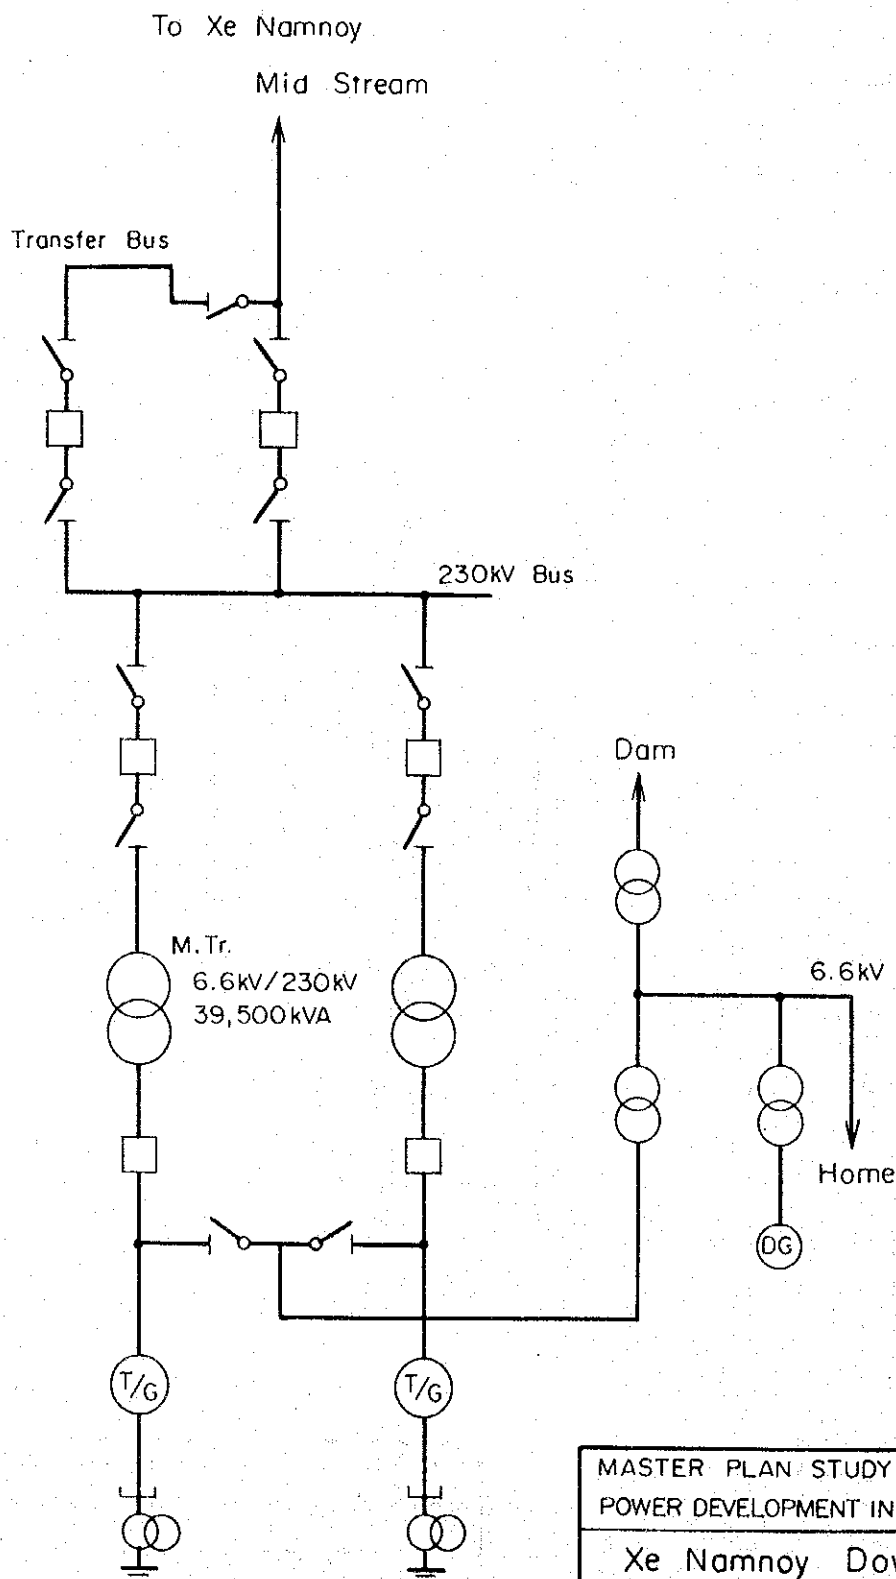 To Xe Namnoy
Mid Stream
Transfer Bus
230kV Bus
Dam
M.Tr.
6.6kV/230kV
39,500kVA
6.6kV
Home
DG
T/G
T/G
MASTER PLAN STUDY
POWER DEVELOPMENT IN
Xe Namnoy